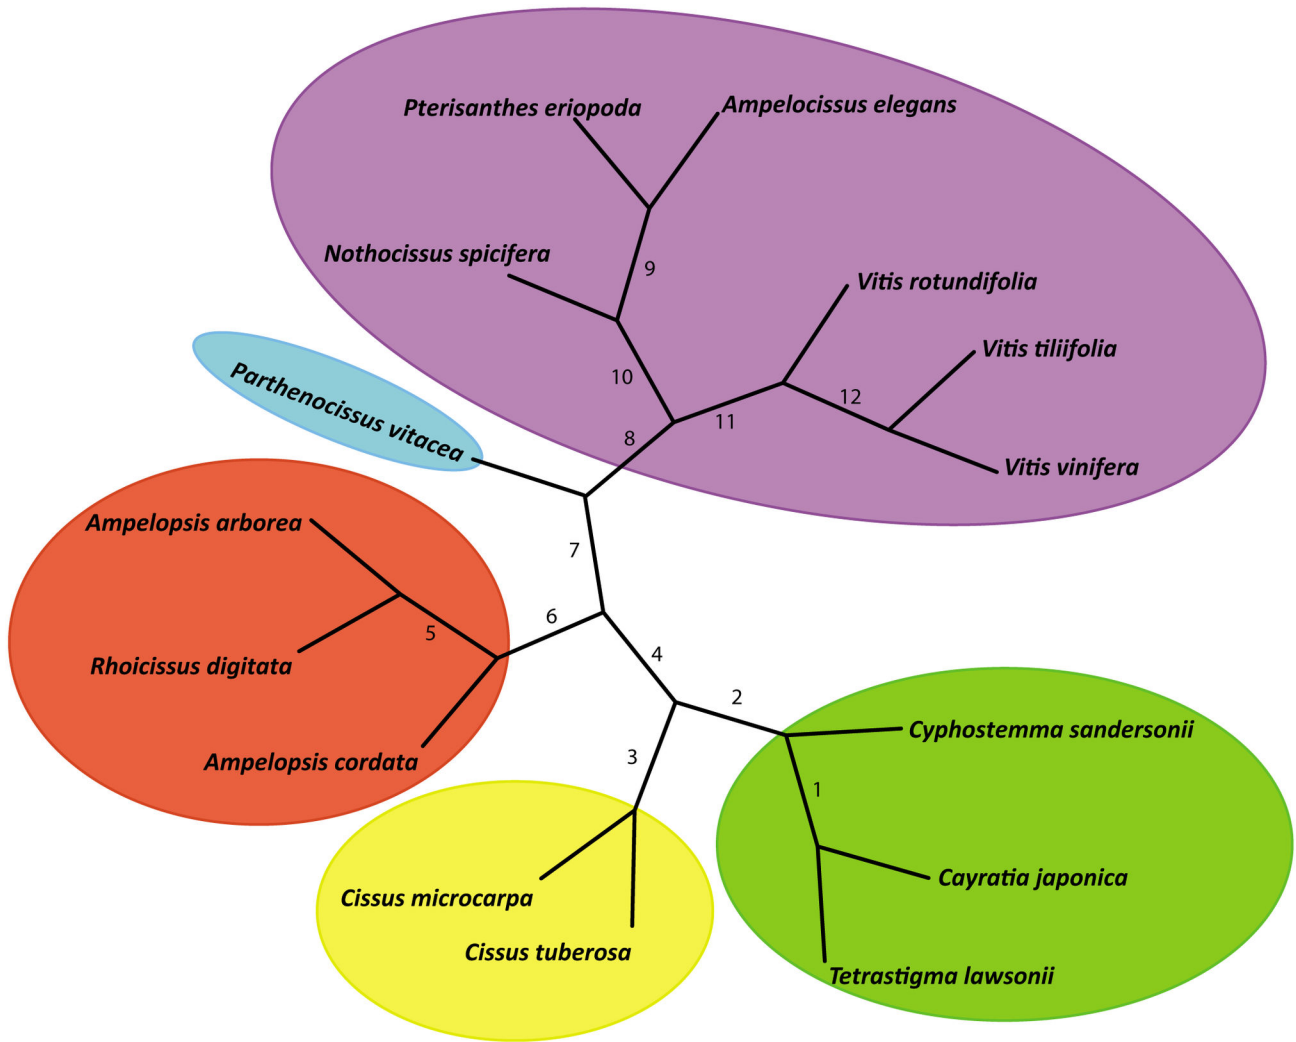 Pterisanthes eriopoda
Ampelocissus elegans
Nothocissus spicifera
9
Vitis rotundifolia
Vitis tiliifolia
Parthenocissus vitacea
10
12
11
8
Vitis vinifera
Ampelopsis arborea
7
6
5
Rhoicissus digitata
4
2
Cyphostemma sandersonii
Ampelopsis cordata
3
1
Cayratia japonica
Cissus microcarpa
Cissus tuberosa
Tetrastigma lawsonii